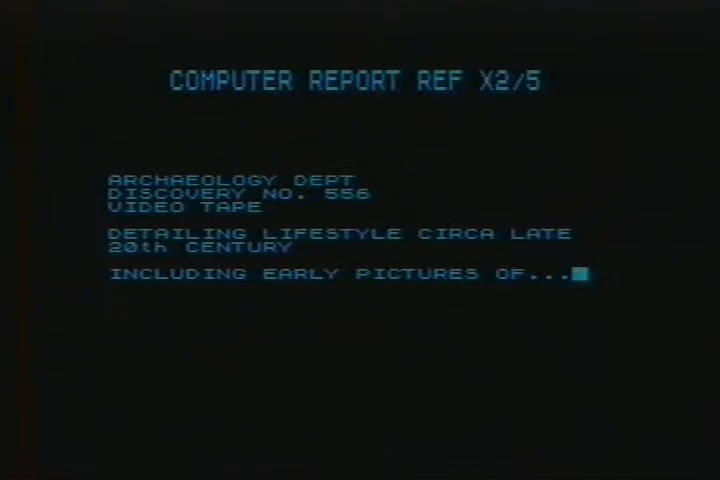 COMPUTER REPORT REF X2/5
ARCHAEOLOGY DEPT
DISCOVERY NO. 556
VIDEO TAPE
DETAILING LIFESTYLE CIRCA LATE
20th CENTURY
INCLUDING EARLY PICTURES OF...